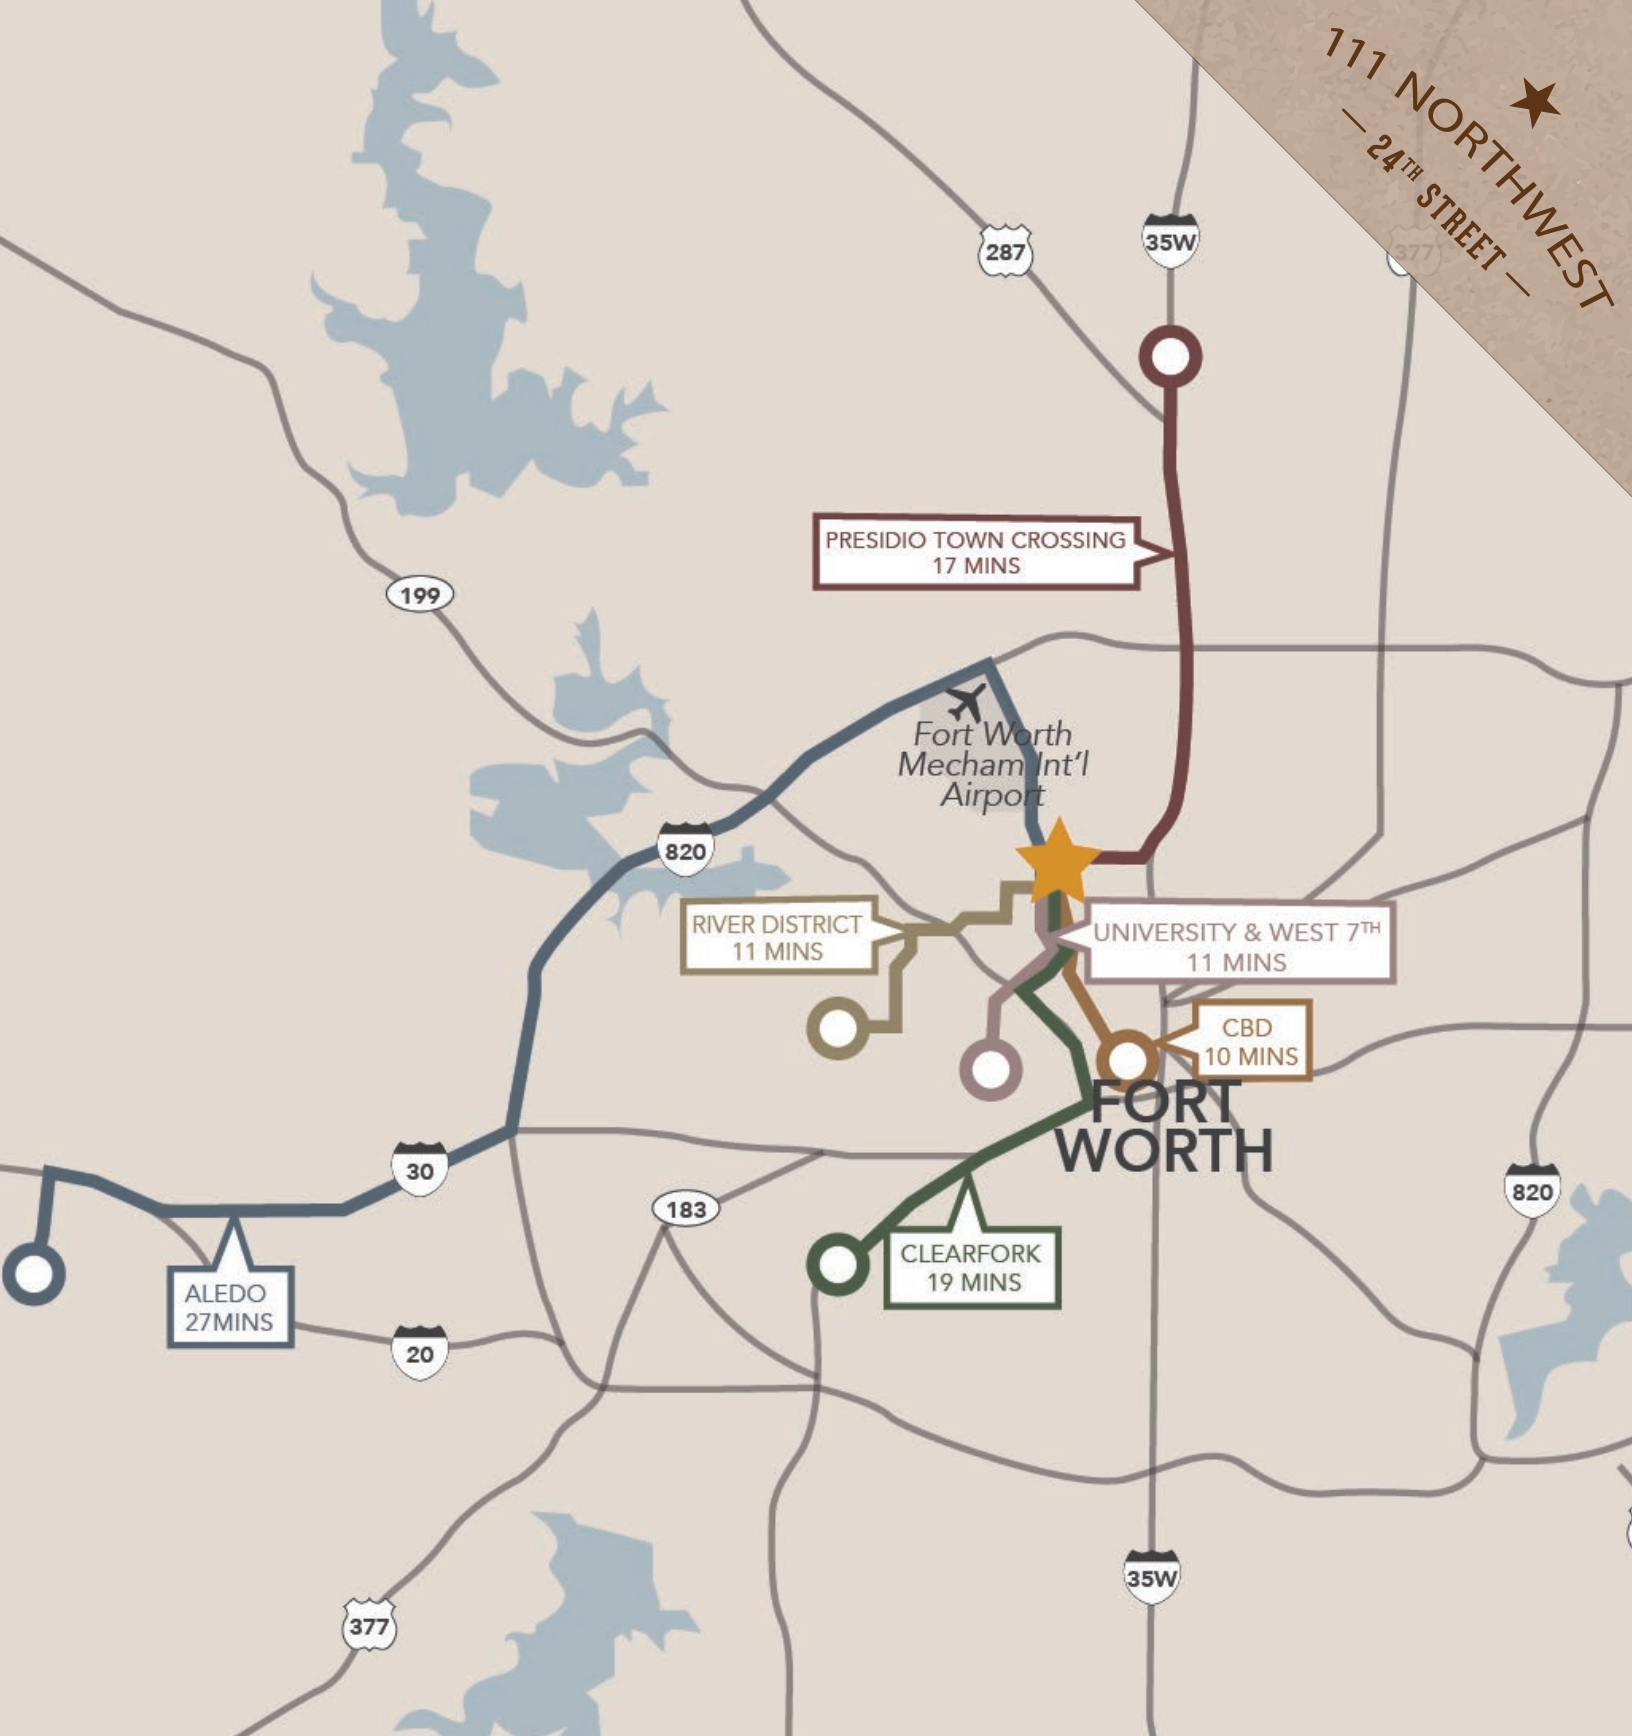 111 NORTHWEST
— 24TH STREET —
287
35W
377
PRESIDIO TOWN CROSSING
17 MINS
199
Fort Worth
Mecham Int'l
Airport
820
RIVER DISTRICT
11 MINS
UNIVERSITY & WEST 7TH
11 MINS
CBD
10 MINS
FORT
WORTH
30
820
183
CLEARFORK
19 MINS
ALEDO
27MINS
20
35W
377